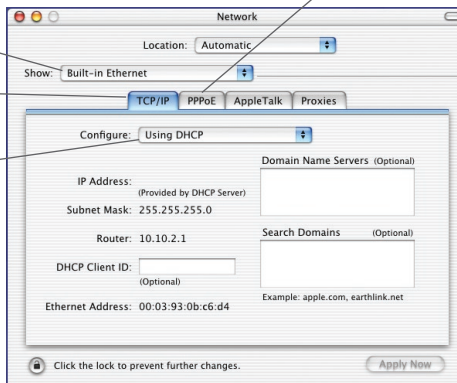 Network
Location: Automatic
Show: Built-in Ethernet
TCP/IP PPPoE AppleTalk Proxies
Configure: Using DHCP
Domain Name Servers (Optional)
IP Address:
(Provided by DHCP Server)
Subnet Mask: 255.255.255.0
Router: 10.10.2.1
Search Domains (Optional)
DHCP Client ID:
(Optional)
Example: apple.com, earthlink.net
Ethernet Address: 00:03:93:0b:c6:d4
Click the lock to prevent further changes.
Apply Now